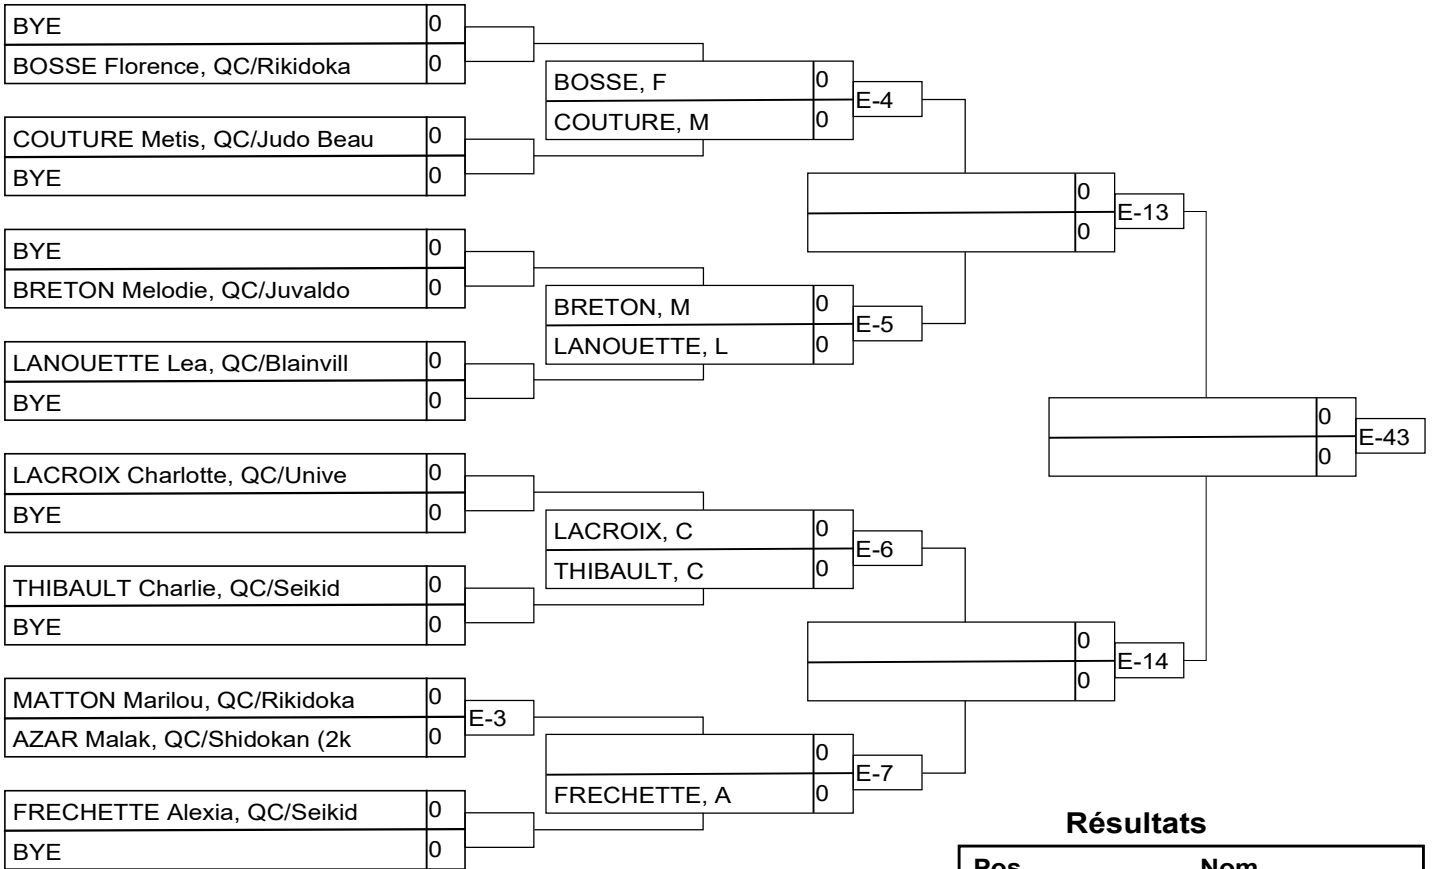 BYE 0
BOSSE Florence, QC/Rikidoka 0
COUTURE Metis, QC/Judo Beau 0
BYE 0
BYE 0
BRETON Melodie, QC/Juvaldo 0
LANOUETTE Lea, QC/Blainvill 0
BYE 0
LACROIX Charlotte, QC/Unive 0
BYE 0
THIBAULT Charlie, QC/Seikid 0
BYE 0
MATTON Marilou, QC/Rikidoka 0
AZAR Malak, QC/Shidokan (2k 0
E-3
FRECHETTE Alexia, QC/Seikid 0
BYE 0
BOSSE, F 0
COUTURE, M 0
E-4
BRETON, M 0
LANOUETTE, L 0
E-5
LACROIX, C 0
THIBAULT, C 0
E-6
0
FRECHETTE, A 0
E-7
0
0
E-13
0
0
E-14
0
0
E-43
Résultats
Pos Nom